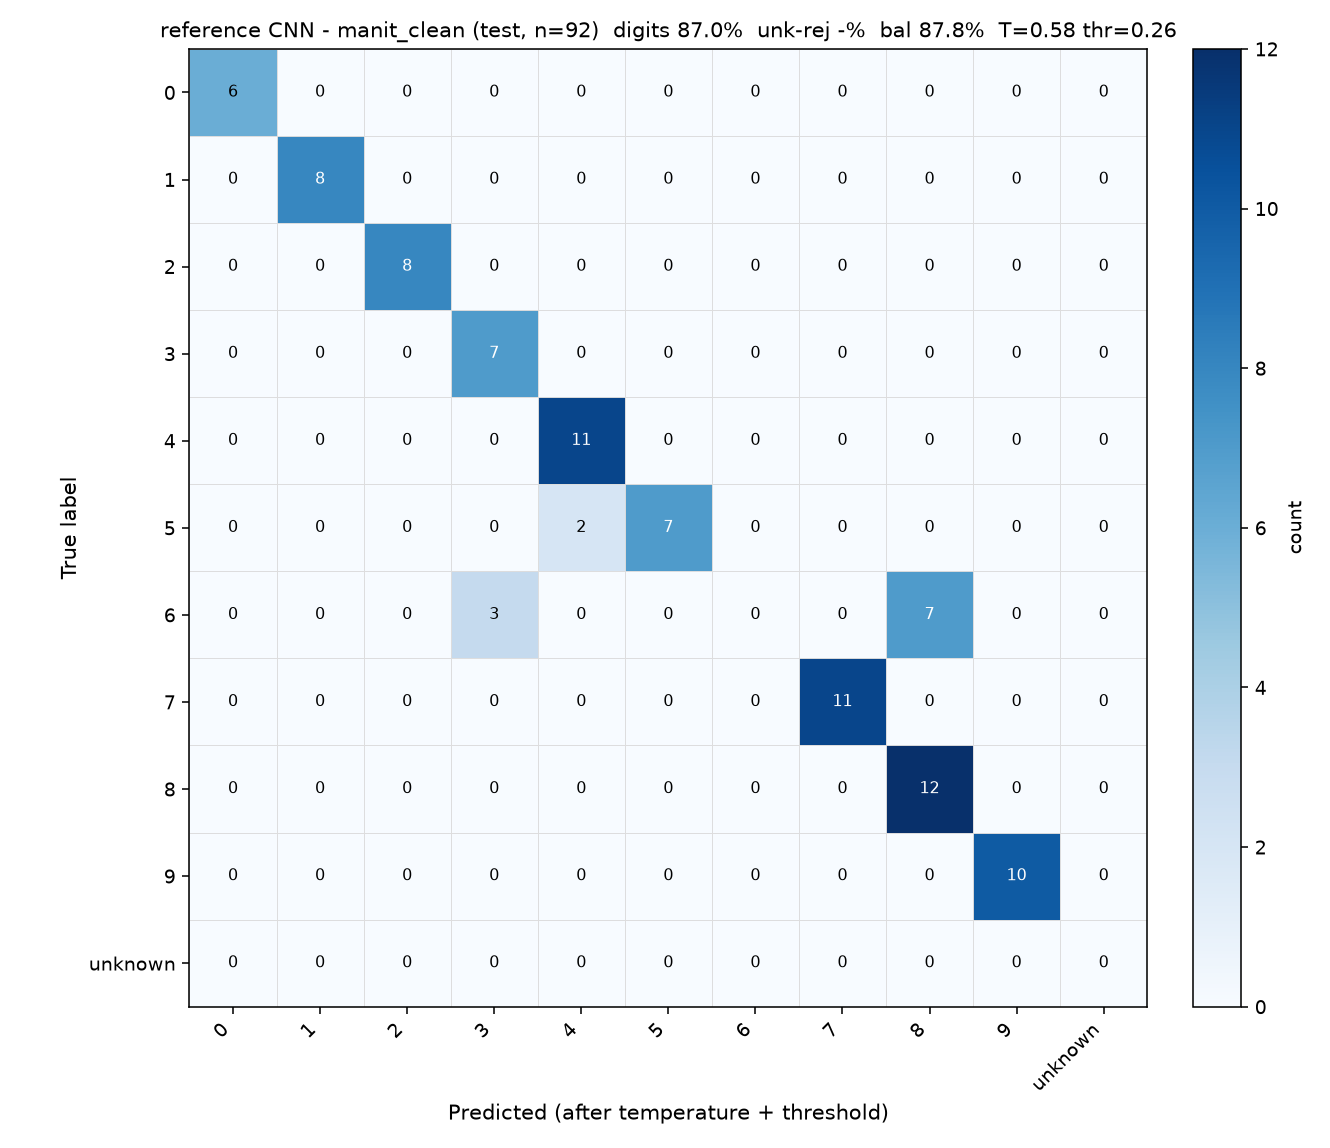 reference CNN - manit_clean (test, n=92)  digits 87.0%  unk-rej -%  bal 87.8%  T=0.58 thr=0.26
0 6 0 0 0 0 0 0 0 0 0 0
1 0 8 0 0 0 0 0 0 0 0 0
2 0 0 8 0 0 0 0 0 0 0 0
3 0 0 0 7 0 0 0 0 0 0 0
4 0 0 0 0 11 0 0 0 0 0 0
5 0 0 0 0 2 7 0 0 0 0 0
6 0 0 0 3 0 0 0 0 7 0 0
7 0 0 0 0 0 0 0 11 0 0 0
8 0 0 0 0 0 0 0 0 12 0 0
9 0 0 0 0 0 0 0 0 0 10 0
unknown 0 0 0 0 0 0 0 0 0 0 0
0 1 2 3 4 5 6 7 8 9 unknown
True label
Predicted (after temperature + threshold)
12
10
8
6
4
2
0
count